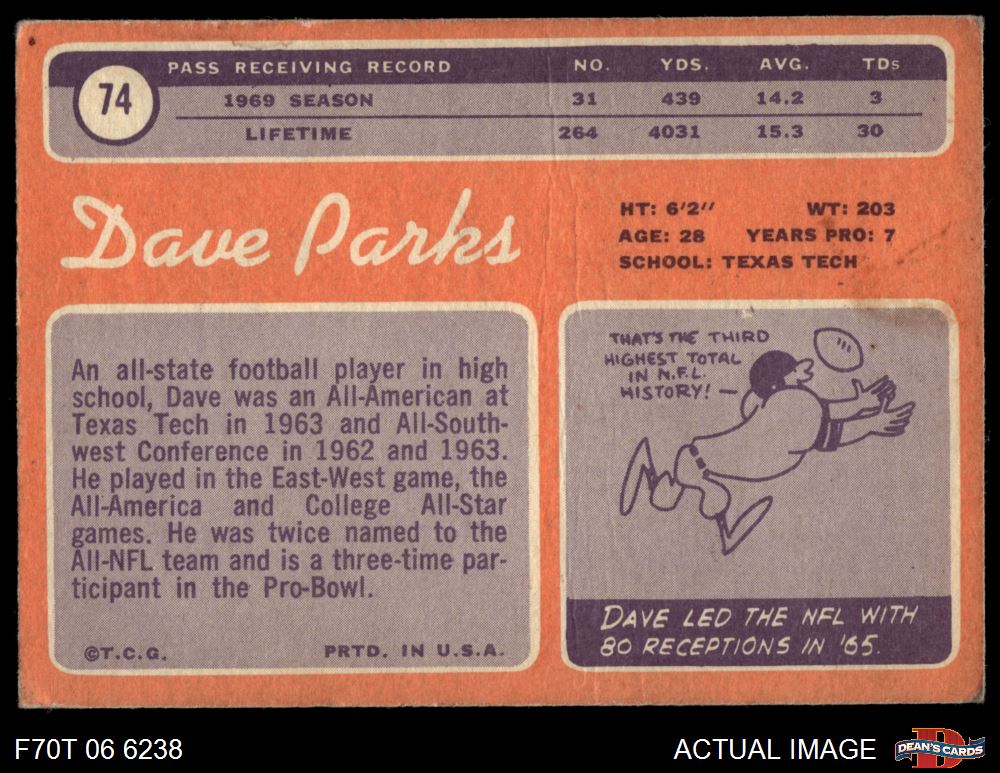 74
PASS RECEIVING RECORD NO. YDS. AVG. TDs
1969 SEASON 31 439 14.2 3
LIFETIME 264 4031 15.3 30
Dave Parks
HT: 6'2" WT: 203
AGE: 28 YEARS PRO: 7
SCHOOL: TEXAS TECH
An all-state football player in high
school, Dave was an All-American at
Texas Tech in 1963 and All-South-
west Conference in 1962 and 1963.
He played in the East-West game, the
All-America and College All-Star
games. He was twice named to the
All-NFL team and is a three-time par-
ticipant in the Pro-Bowl.
©T.C.G. PRTD. IN U.S.A.
THAT'S THE THIRD
HIGHEST TOTAL
IN N.F.L.
HISTORY! –
DAVE LED THE NFL WITH
80 RECEPTIONS IN '65.
F70T 06 6238 ACTUAL IMAGE
D
DEAN'S CARDS